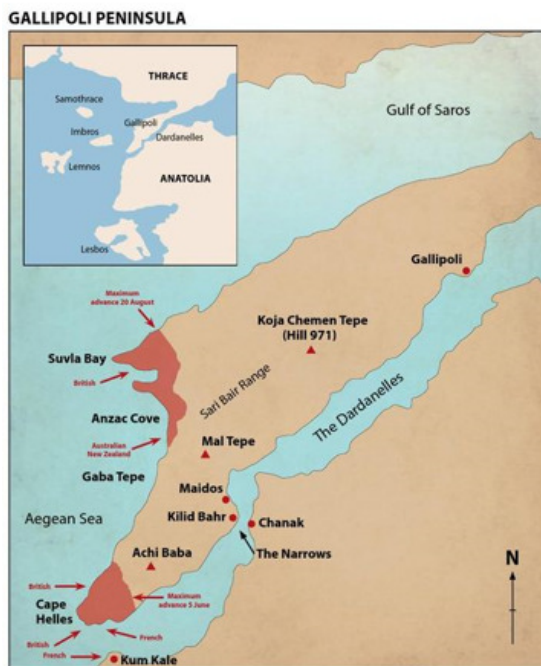 GALLIPOLI PENINSULA
THRACE
Samothrace
Gallipoli
Imbros
Dardanelles
Lemnos
ANATOLIA
Lesbos
Gulf of Saros
Gallipoli
Maximum
advance 20 August
Koja Chemen Tepe
(Hill 971)
Suvla Bay
British
Sari Bair Range
The Dardanelles
Anzac Cove
Australian
New Zealand
Mal Tepe
Gaba Tepe
Maidos
Kilid Bahr
Chanak
Aegean Sea
The Narrows
Achi Baba
N
British
Cape
Helles
Maximum
advance 5 June
British
French
French
Kum Kale